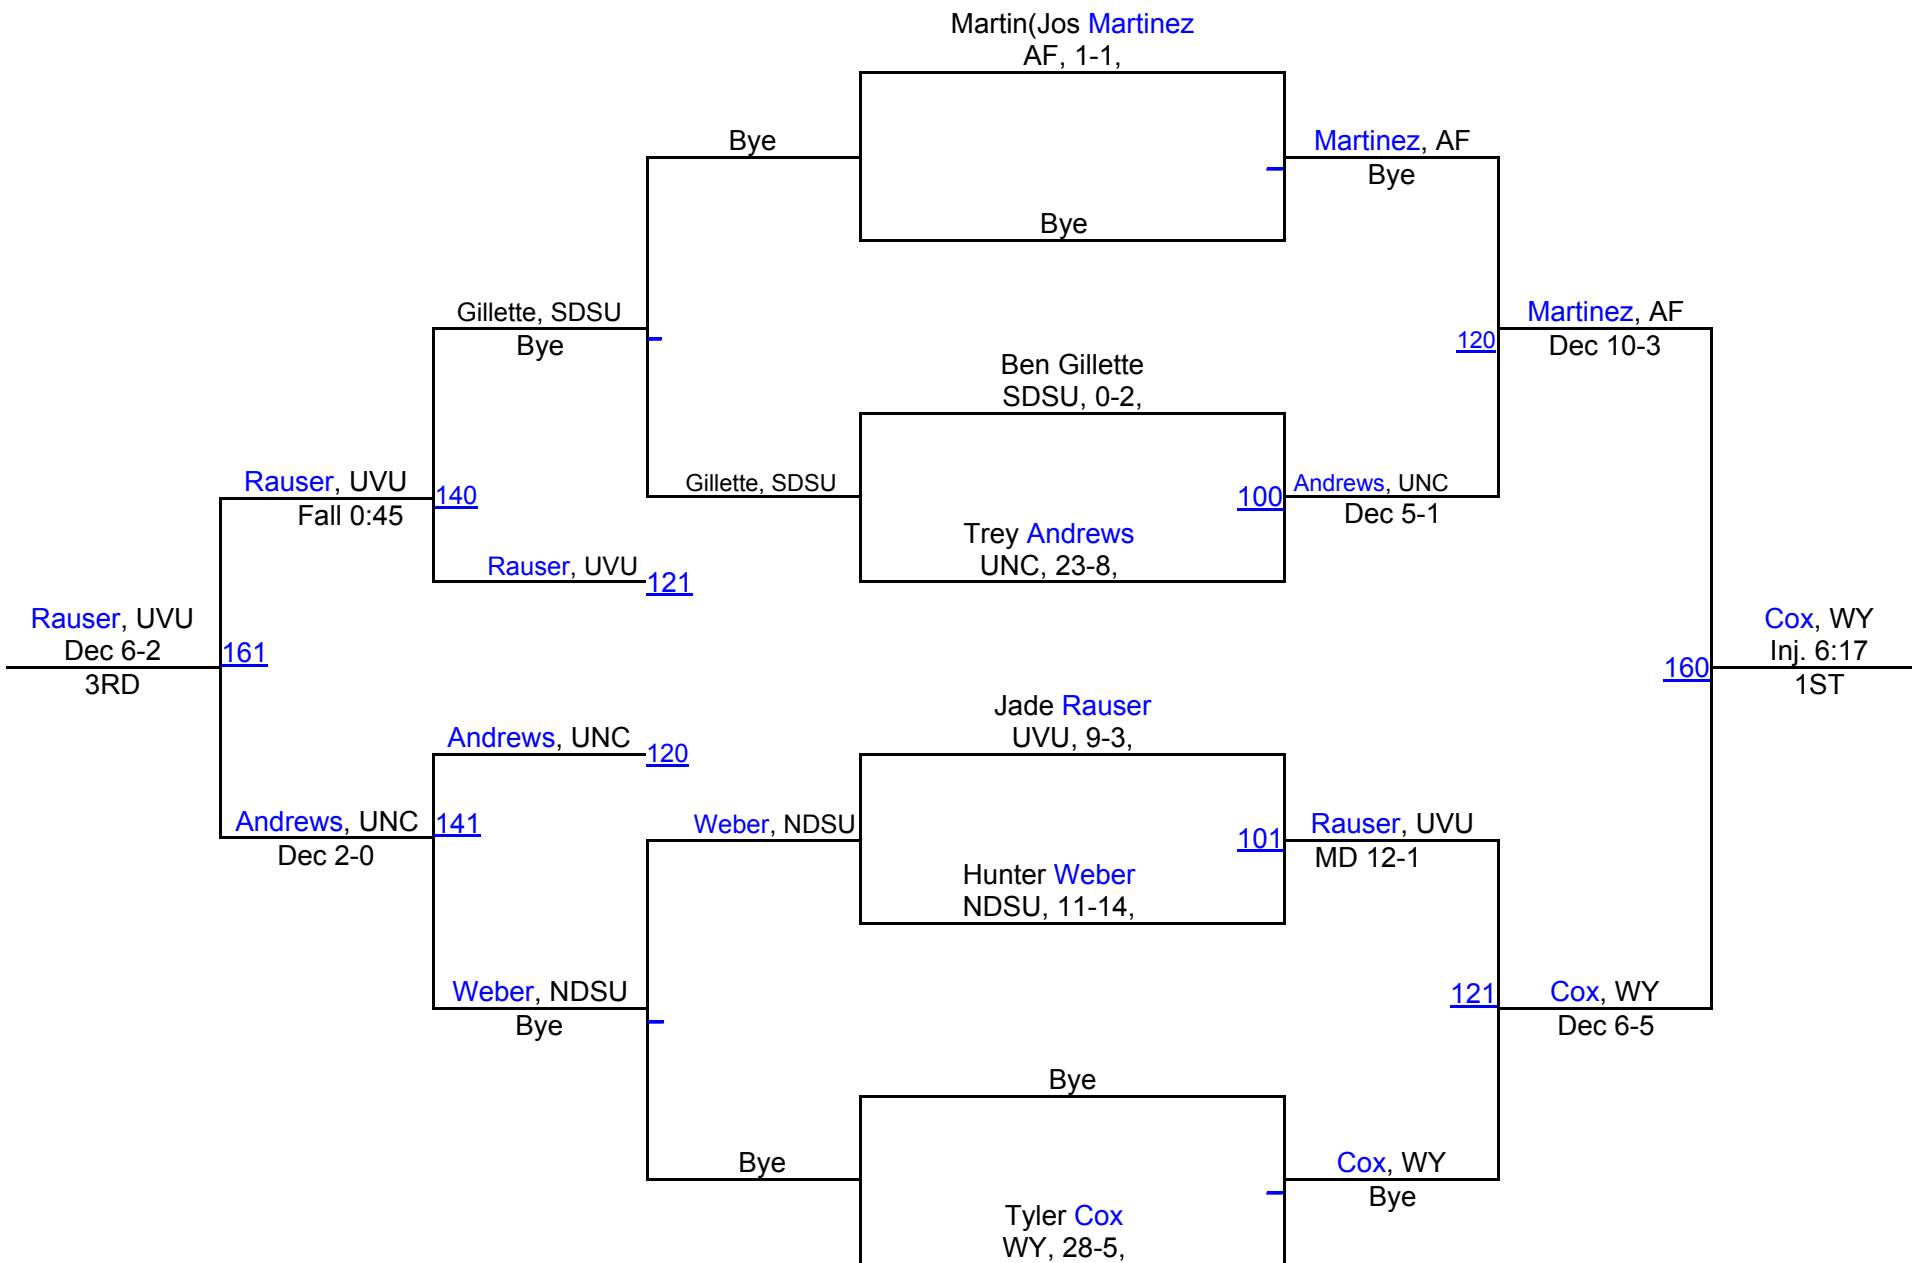 Martin(Jos Martinez
AF, 1-1,
Bye
Martinez, AF
Bye
Bye
Gillette, SDSU
Bye
Martinez, AF
120
Dec 10-3
Ben Gillette
SDSU, 0-2,
Rauser, UVU
140
Fall 0:45
Gillette, SDSU
100
Andrews, UNC
Dec 5-1
Trey Andrews
UNC, 23-8,
Rauser, UVU
121
Rauser, UVU
Dec 6-2
161
3RD
Cox, WY
Inj. 6:17
160
1ST
Jade Rauser
UVU, 9-3,
Andrews, UNC
120
Andrews, UNC
141
Dec 2-0
Weber, NDSU
101
Rauser, UVU
MD 12-1
Hunter Weber
NDSU, 11-14,
Weber, NDSU
Bye
121
Cox, WY
Dec 6-5
Bye
Bye
Cox, WY
Bye
Tyler Cox
WY, 28-5,